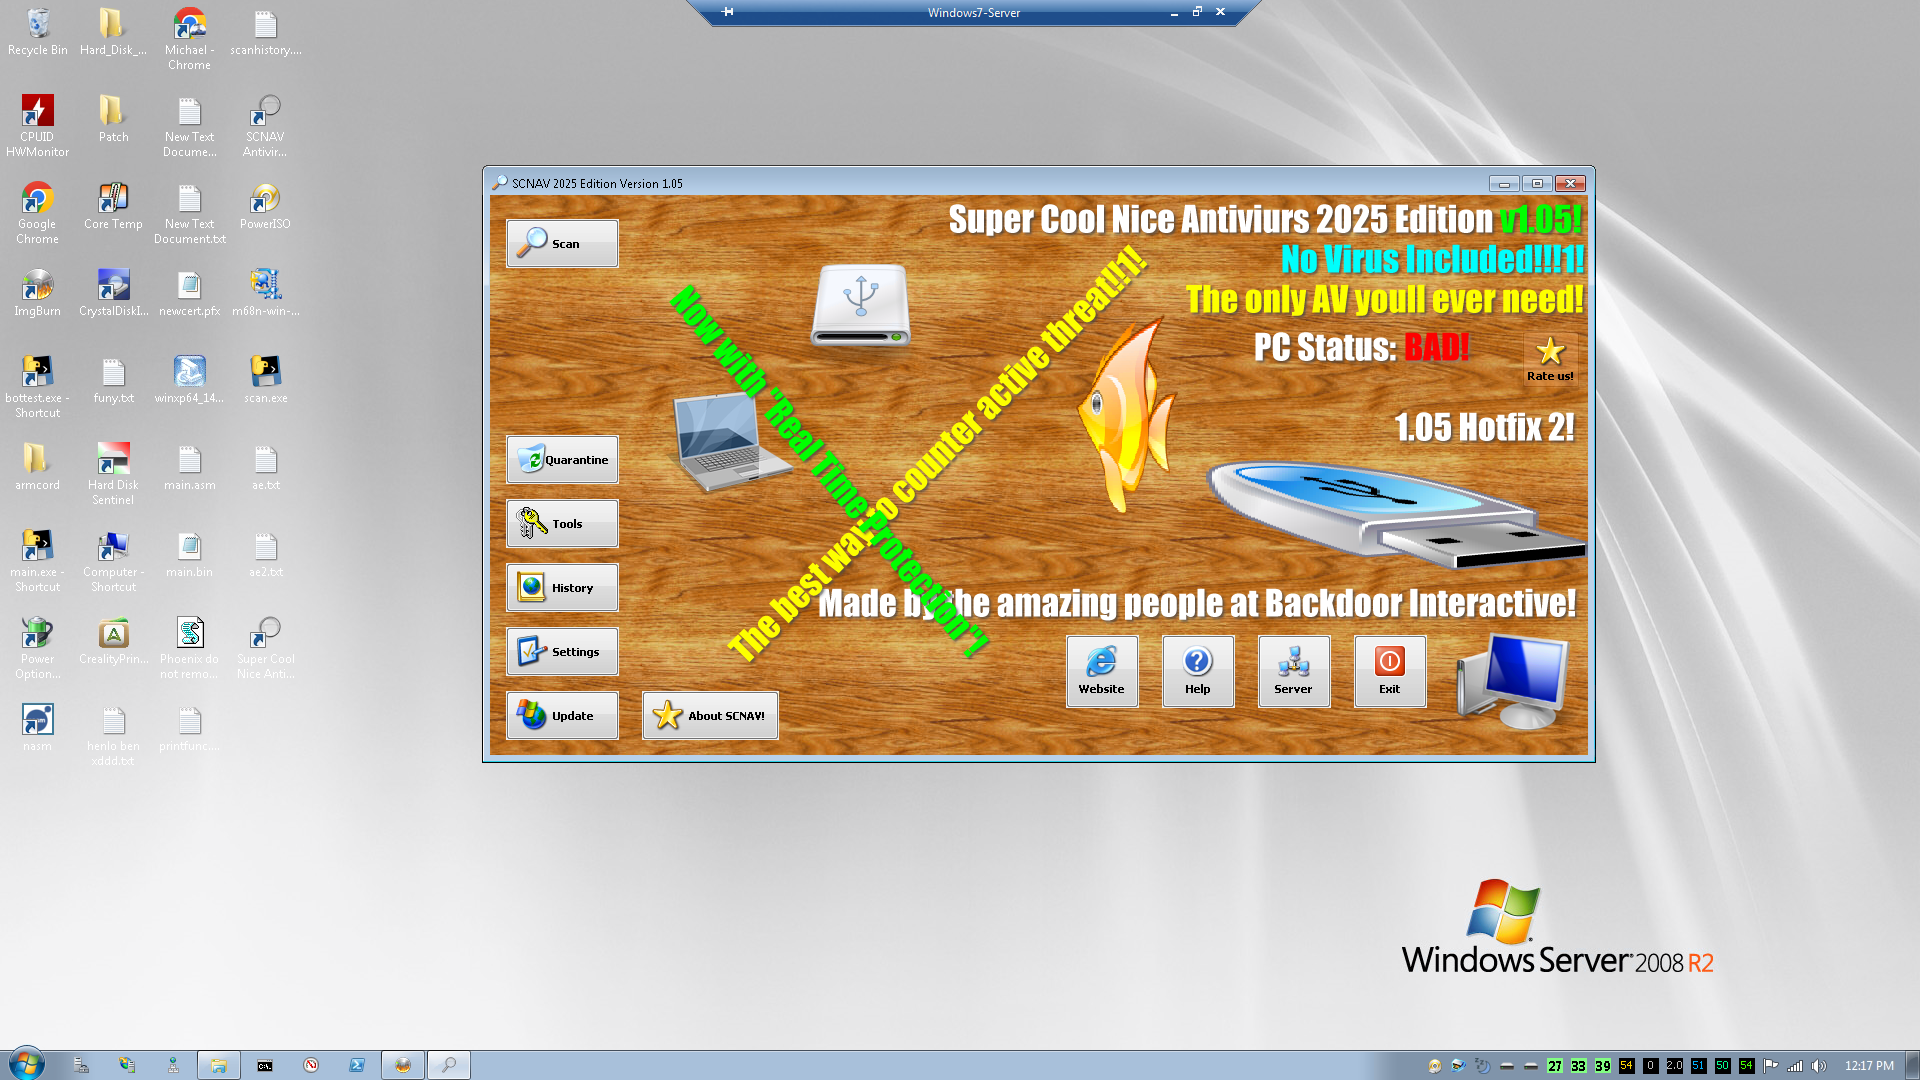 Windows7-Server
Recycle Bin
Hard_Disk_...
Michael -
Chrome
scanhistory....
CPUID
HWMonitor
Patch
New Text
Docume...
SCNAV
Antivir...
Google
Chrome
Core Temp
New Text
Document.txt
PowerISO
ImgBurn
CrystalDiskI...
newcert.pfx
m68n-win-...
bottest.exe -
Shortcut
funy.txt
winxp64_14...
scan.exe
armcord
Hard Disk
Sentinel
main.asm
ae.txt
main.exe -
Shortcut
Computer -
Shortcut
main.bin
ae2.txt
Power
Option...
CrealityPrin...
Phoenix do
not remo...
Super Cool
Nice Anti...
nasm
henlo ben
xddd.txt
printfunc....
SCNAV 2025 Edition Version 1.05
Super Cool Nice Antiviurs 2025 Edition v1.05!
No Virus Included!!!1!
The only AV youll ever need!
PC Status: BAD!
Rate us!
1.05 Hotfix 2!
Now with "Real Time Protection"!
The best way to counter active threat!!1!
Made by the amazing people at Backdoor Interactive!
Scan
Quarantine
Tools
History
Settings
Update
About SCNAV!
Website
Help
Server
Exit
Windows Server 2008 R2
C:\_
27 33 39 54 0 2.0 51 50 54
12:17 PM